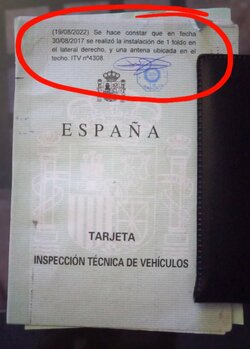 (19/08/2022) Se hace constar que en fecha
30/08/2017 se realizó la instalación de 1 toldo en
el lateral derecho, y una antena ubicada en el
techo. ITV nº4308.
ESPAÑA
TARJETA
INSPECCIÓN TÉCNICA DE VEHÍCULOS